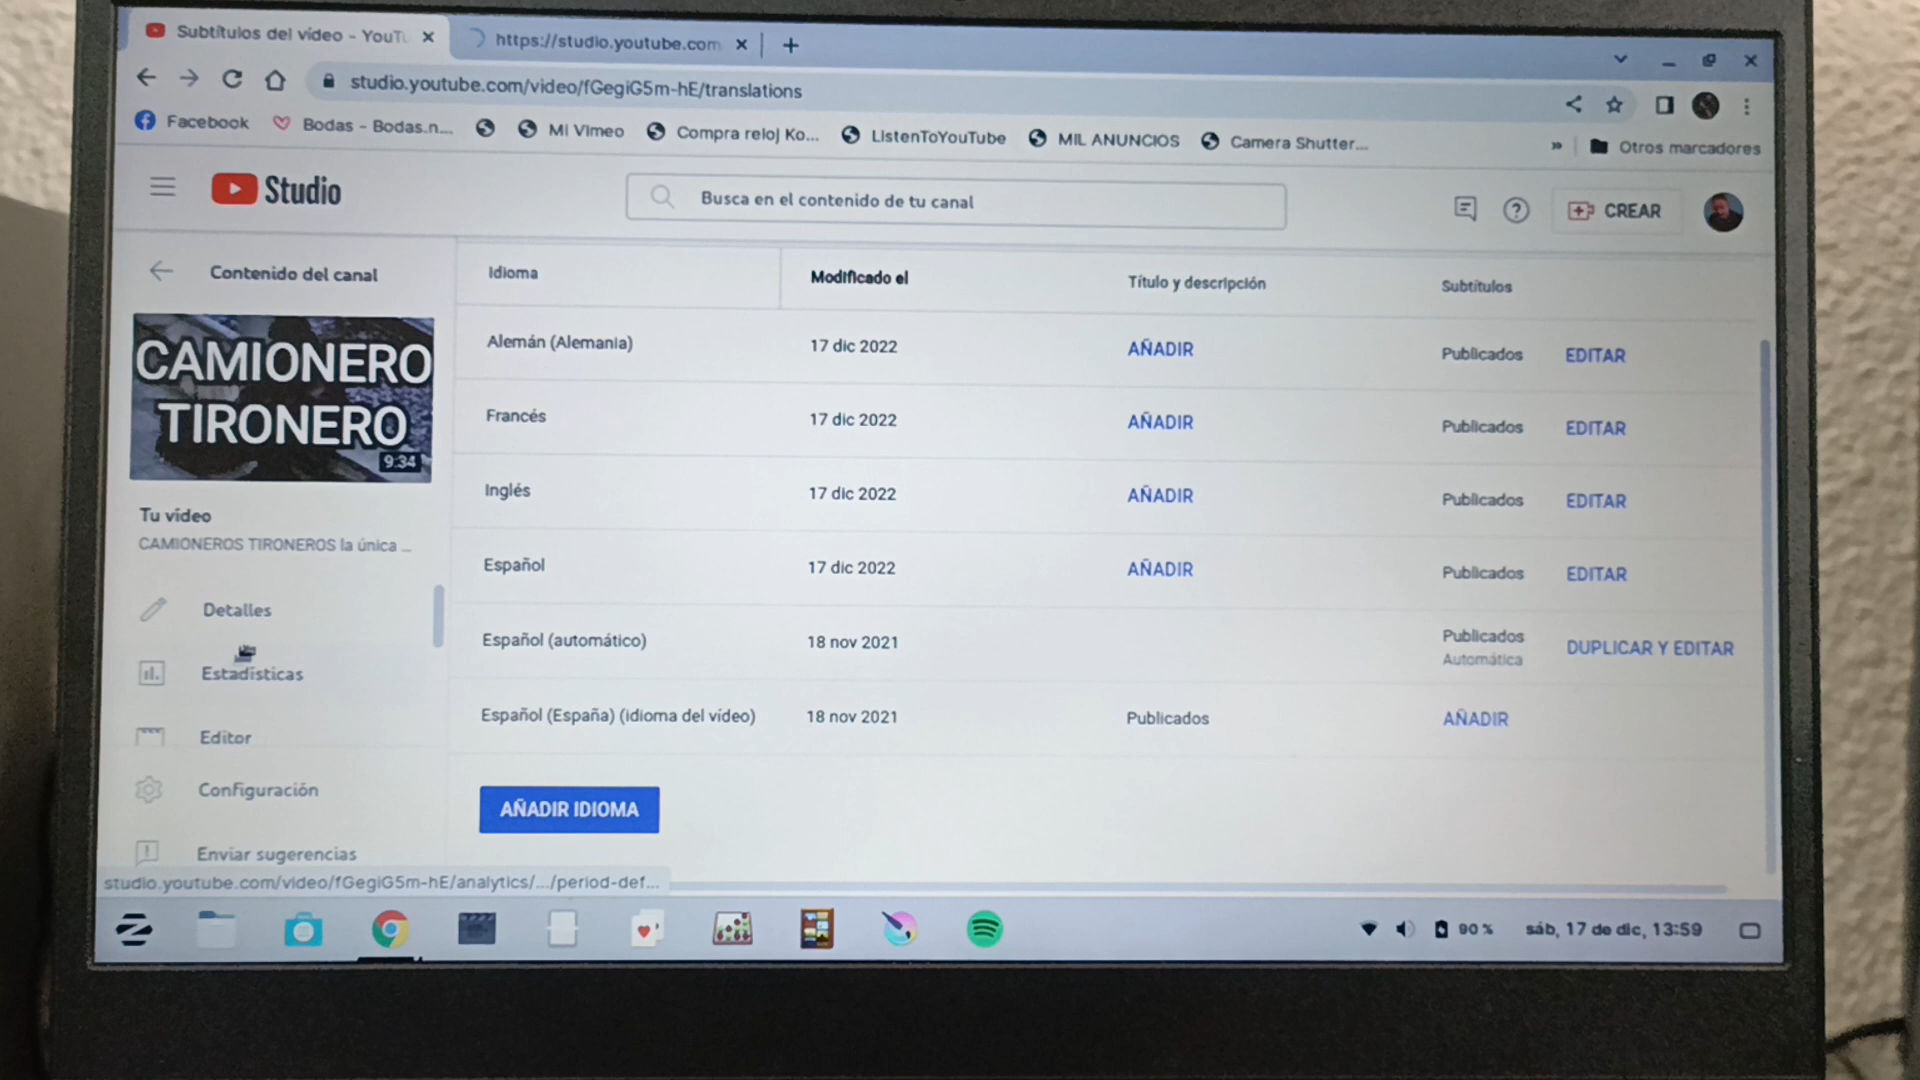 Subtítulos del vídeo - YouTu
https://studio.youtube.com
studio.youtube.com/video/fGegiG5m-hE/translations
Facebook
Bodas - Bodas.n...
Mi Vimeo
Compra reloj Ko...
ListenToYouTube
MIL ANUNCIOS
Camera Shutter...
Otros marcadores
Studio
Busca en el contenido de tu canal
CREAR
Contenido del canal
CAMIONERO
TIRONERO
9:34
Tu vídeo
CAMIONEROS TIRONEROS la única ...
Detalles
Estadísticas
Editor
Configuración
Enviar sugerencias
Idioma Modificado el Título y descripción Subtítulos
Alemán (Alemania) 17 dic 2022 AÑADIR Publicados EDITAR
Francés 17 dic 2022 AÑADIR Publicados EDITAR
Inglés 17 dic 2022 AÑADIR Publicados EDITAR
Español 17 dic 2022 AÑADIR Publicados EDITAR
Español (automático) 18 nov 2021 Publicados DUPLICAR Y EDITAR
Automática
Español (España) (idioma del vídeo) 18 nov 2021 Publicados AÑADIR
AÑADIR IDIOMA
studio.youtube.com/video/fGegiG5m-hE/analytics/.../period-def...
90 %
sáb, 17 de dic, 13:59